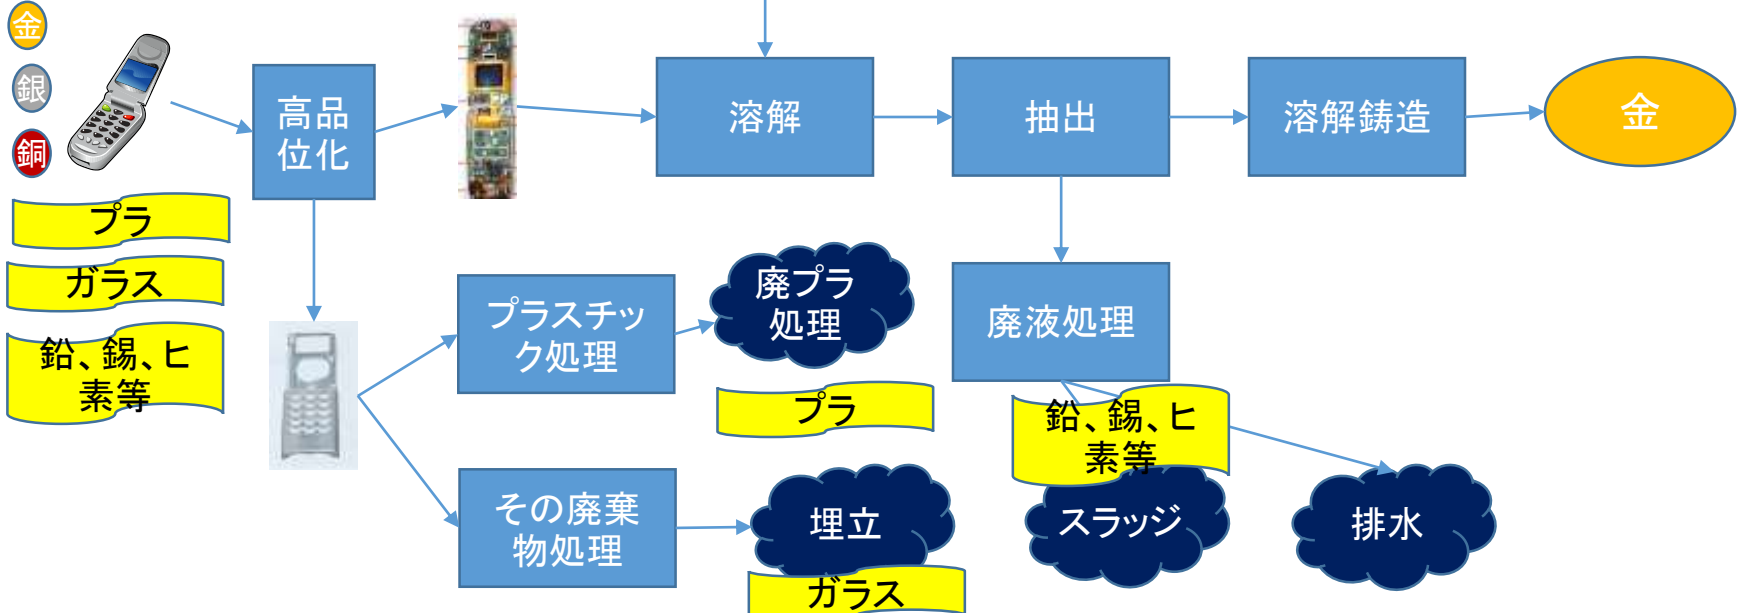 金
銀
銅
プラ
ガラス
鉛、錫、ヒ
素等
高品
位化
溶解
抽出
溶解鋳造
金
プラスチッ
ク処理
廃プラ
処理
プラ
その廃棄
物処理
埋立
ガラス
廃液処理
鉛、錫、ヒ
素等
スラッジ
排水